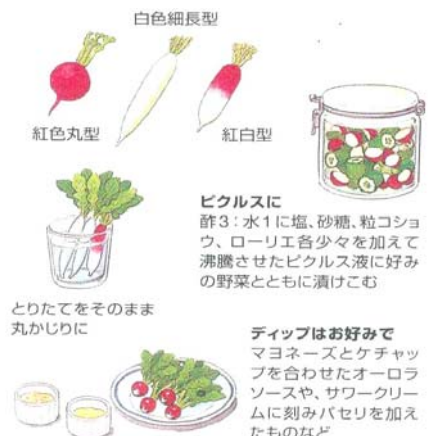 白色細長型
紅色丸型
紅白型
ピクルスに
酢3：水1に塩、砂糖、粒コショ
ウ、ローリエ各少々を加えて
沸騰させたピクルス液に好み
の野菜とともに漬けこむ
とりたてをそのまま
丸かじりに
ディップはお好みで
マヨネーズとケチャッ
プを合わせたオーロラ
ソースや、サワークリー
ムに刻みパセリを加え
たものなど